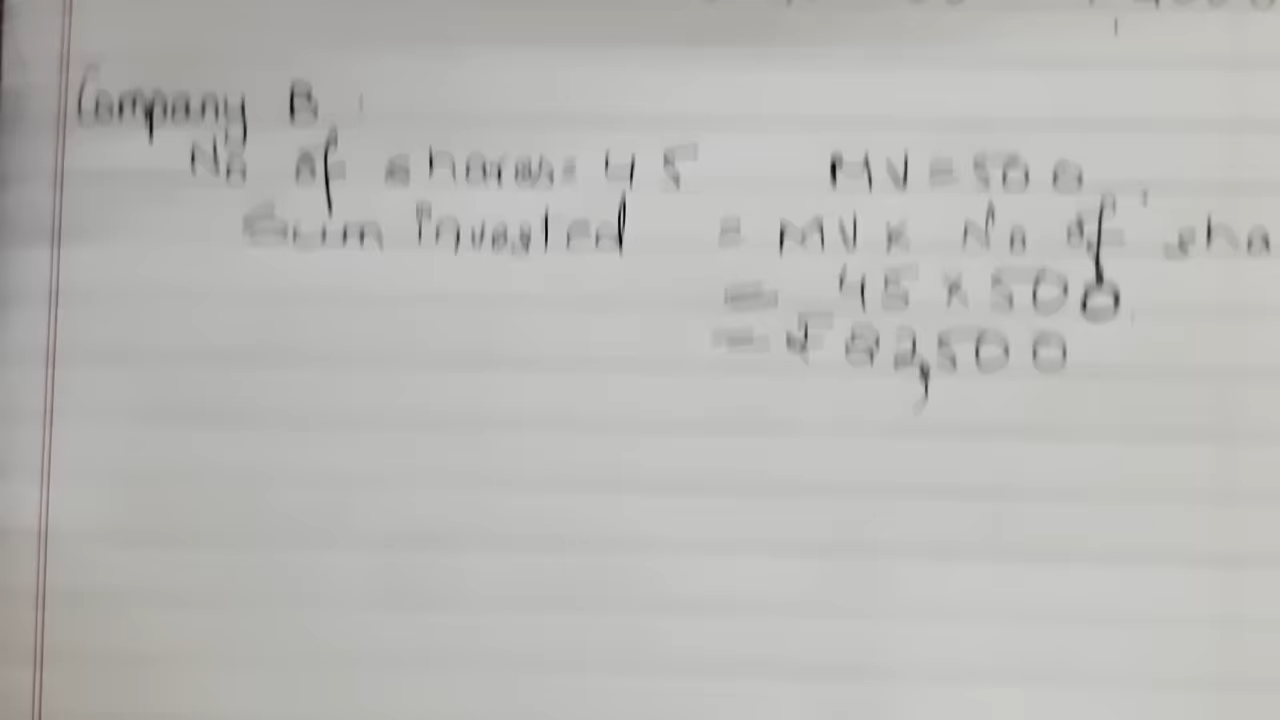 Company B
No of shares = 45 MV = 500
Sum invested = MV x No of sha
= 45 x 500
= ₹ 22,500